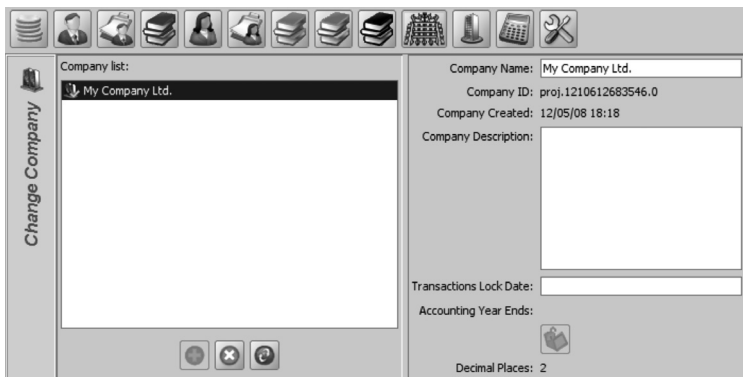 Change Company
Company list:
My Company Ltd.
Company Name: My Company Ltd.
Company ID: proj.1210612683546.0
Company Created: 12/05/08 18:18
Company Description:
Transactions Lock Date:
Accounting Year Ends:
Decimal Places: 2